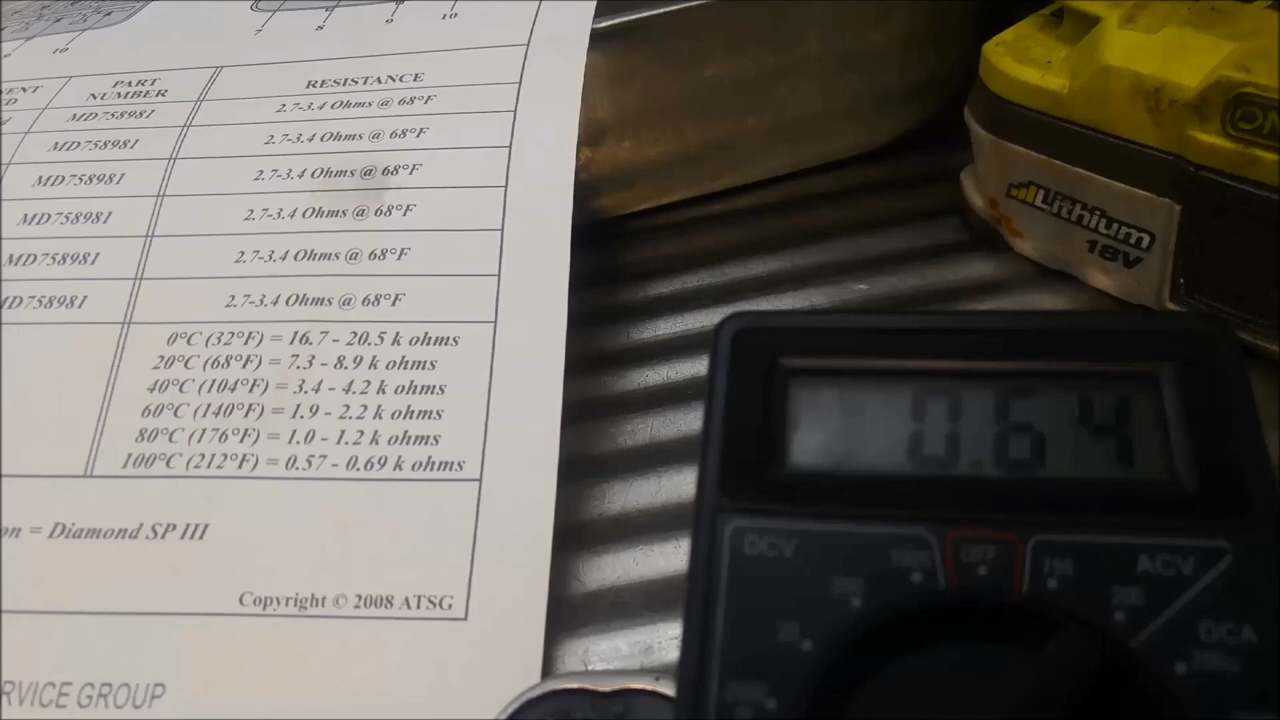 7 8 9 10
10
PART NUMBER RESISTANCE
MD758981 2.7-3.4 Ohms @ 68°F
MD758981 2.7-3.4 Ohms @ 68°F
MD758981 2.7-3.4 Ohms @ 68°F
MD758981 2.7-3.4 Ohms @ 68°F
MD758981 2.7-3.4 Ohms @ 68°F
MD758981 2.7-3.4 Ohms @ 68°F
0°C (32°F) = 16.7 - 20.5 k ohms
20°C (68°F) = 7.3 - 8.9 k ohms
40°C (104°F) = 3.4 - 4.2 k ohms
60°C (140°F) = 1.9 - 2.2 k ohms
80°C (176°F) = 1.0 - 1.2 k ohms
100°C (212°F) = 0.57 - 0.69 k ohms
on = Diamond SP III
Copyright © 2008 ATSG
RVICE GROUP
ON
Lithium
18V
0.64
DCV OFF ACV
DCA